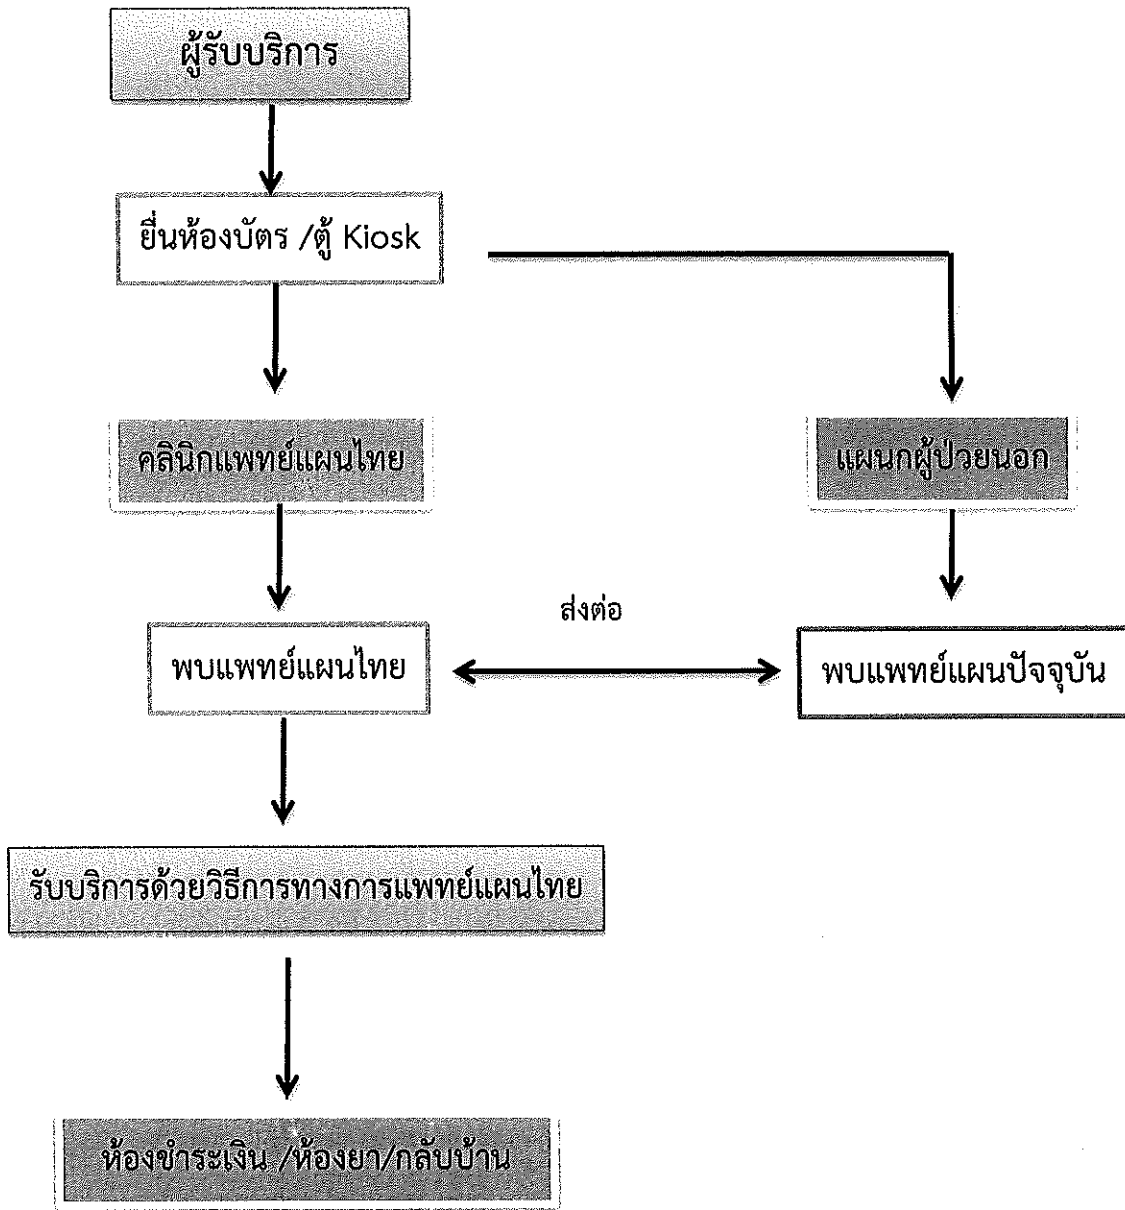 ผู้รับบริการ
ยื่นห้องบัตร /ตู้ Kiosk
คลินิกแพทย์แผนไทย
แผนกผู้ป่วยนอก
ส่งต่อ
พบแพทย์แผนไทย
พบแพทย์แผนปัจจุบัน
รับบริการด้วยวิธีการทางการแพทย์แผนไทย
ห้องชำระเงิน /ห้องยา/กลับบ้าน